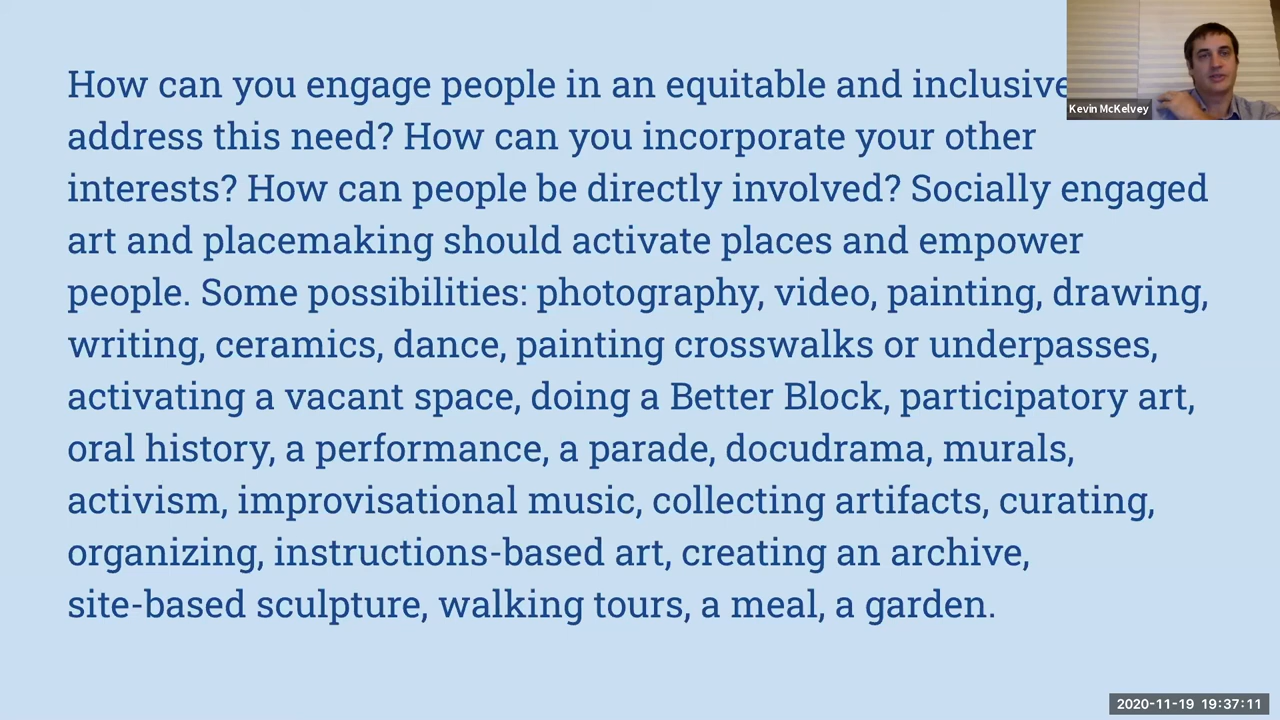 How can you engage people in an equitable and inclusive
address this need? How can you incorporate your other
interests? How can people be directly involved? Socially engaged
art and placemaking should activate places and empower
people. Some possibilities: photography, video, painting, drawing,
writing, ceramics, dance, painting crosswalks or underpasses,
activating a vacant space, doing a Better Block, participatory art,
oral history, a performance, a parade, docudrama, murals,
activism, improvisational music, collecting artifacts, curating,
organizing, instructions-based art, creating an archive,
site-based sculpture, walking tours, a meal, a garden.
Kevin McKelvey
2020-11-19 19:37:11